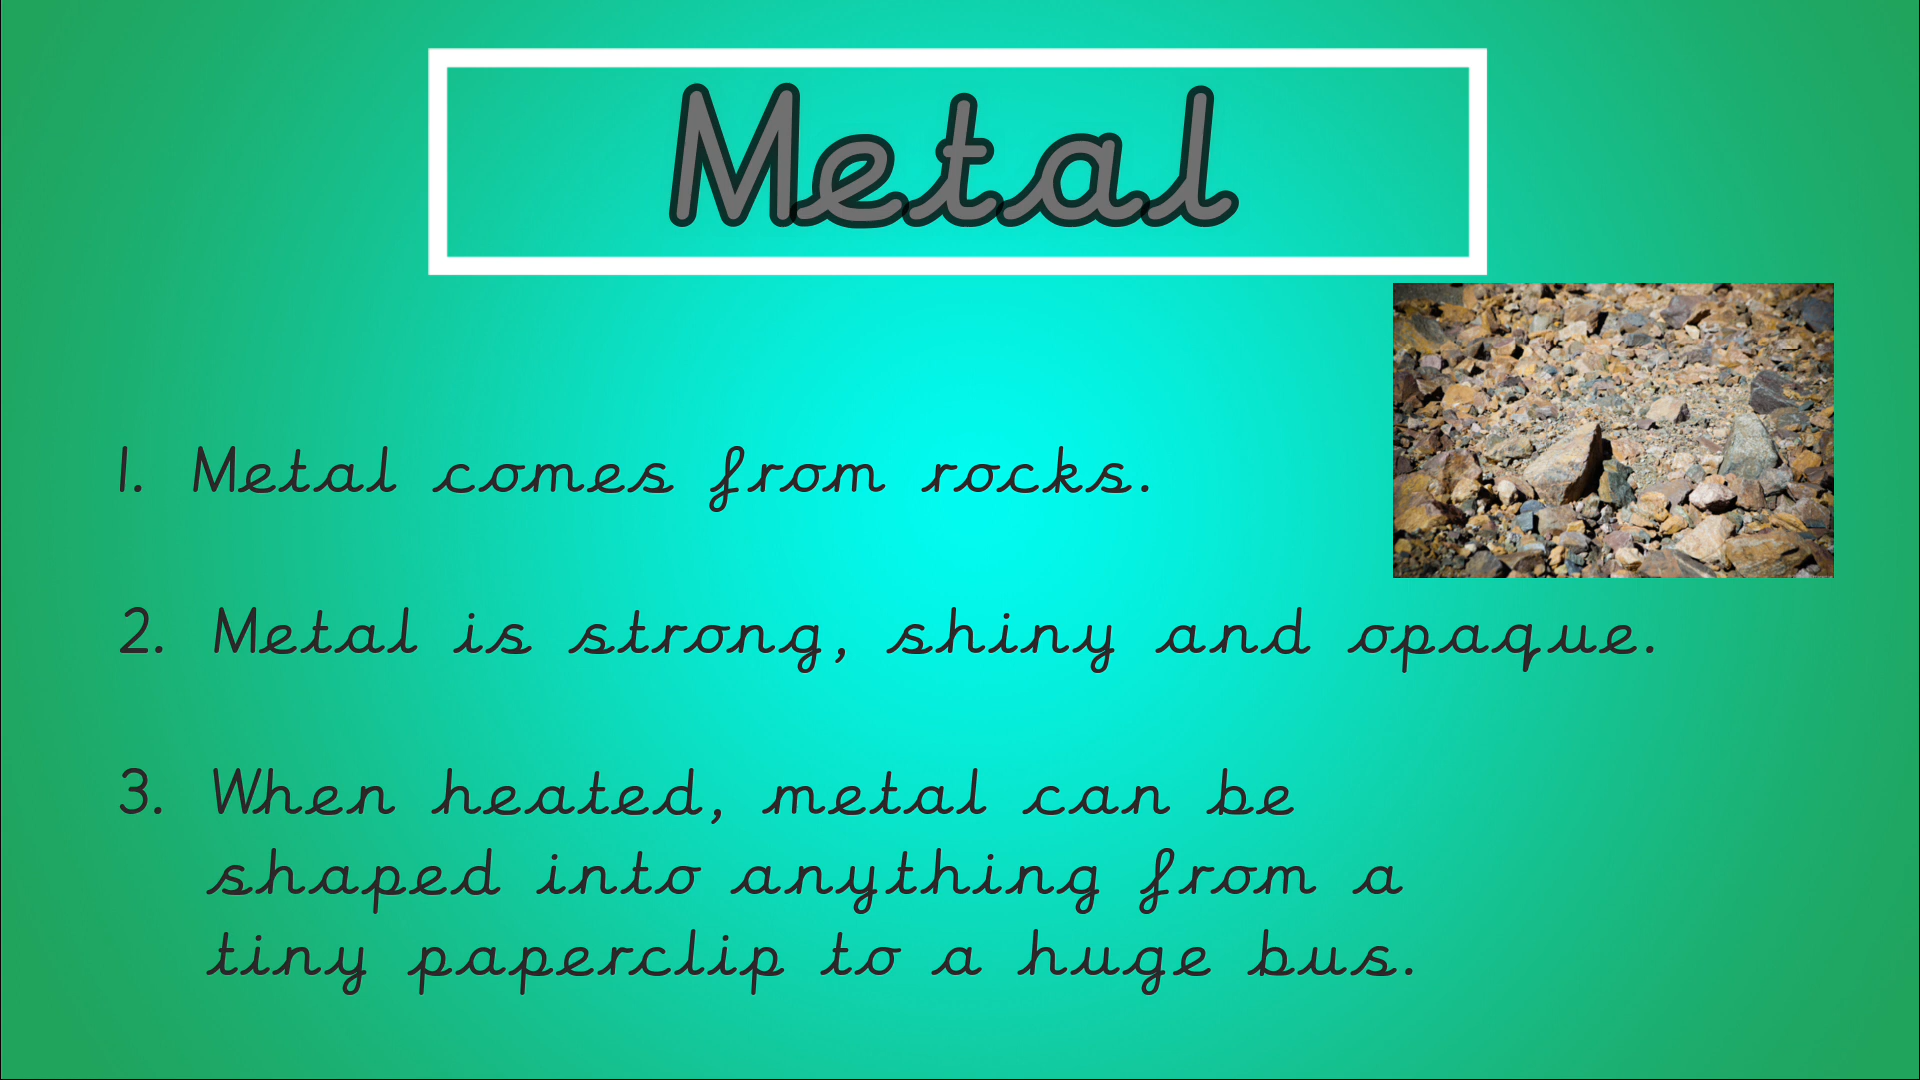 Metal
1. Metal comes from rocks.
2. Metal is strong, shiny and opaque.
3. When heated, metal can be
shaped into anything from a
tiny paperclip to a huge bus.